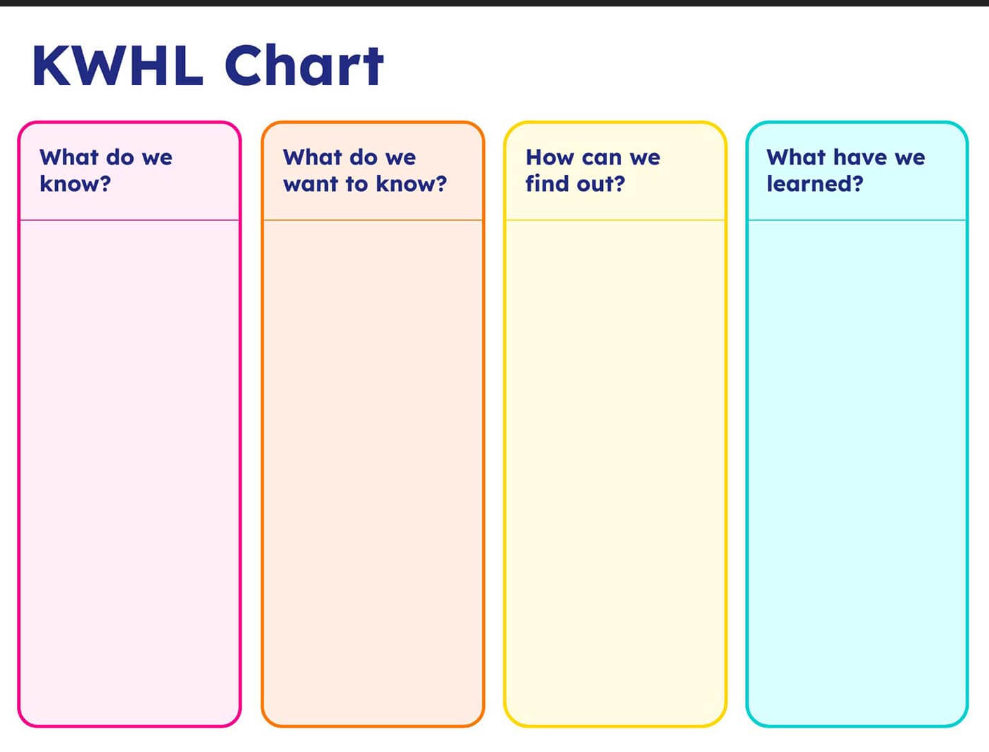 KWHL Chart
What do we
know?
What do we
want to know?
How can we
find out?
What have we
learned?